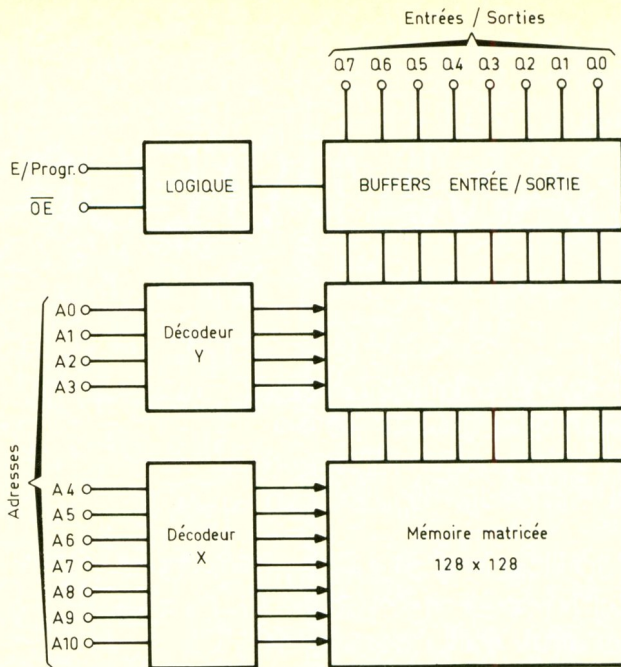 Entrées / Sorties
Q7 Q6 Q5 Q4 Q3 Q2 Q1 Q0
E/Progr.
OE
LOGIQUE
BUFFERS ENTRÉE / SORTIE
Adresses
A0
A1
A2
A3
Décodeur
Y
A4
A5
A6
A7
A8
A9
A10
Décodeur
X
Mémoire matricée
128 x 128